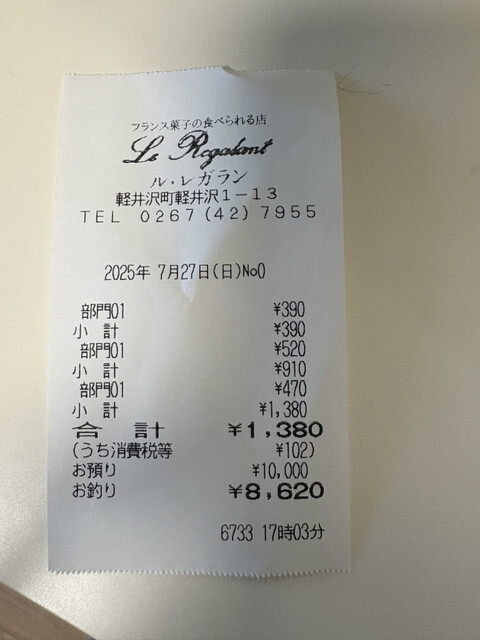 フランス菓子の食べられる店
Le Regalant
ル・レガラン
軽井沢町軽井沢1-13
TEL 0267(42)7955
2025年 7月27日(日)No0
部門01 ¥390
小 計 ¥390
部門01 ¥520
小 計 ¥910
部門01 ¥470
小 計 ¥1,380
合 計 ¥1,380
(うち消費税等 ¥102)
お預り ¥10,000
お釣り ¥8,620
6733 17時03分